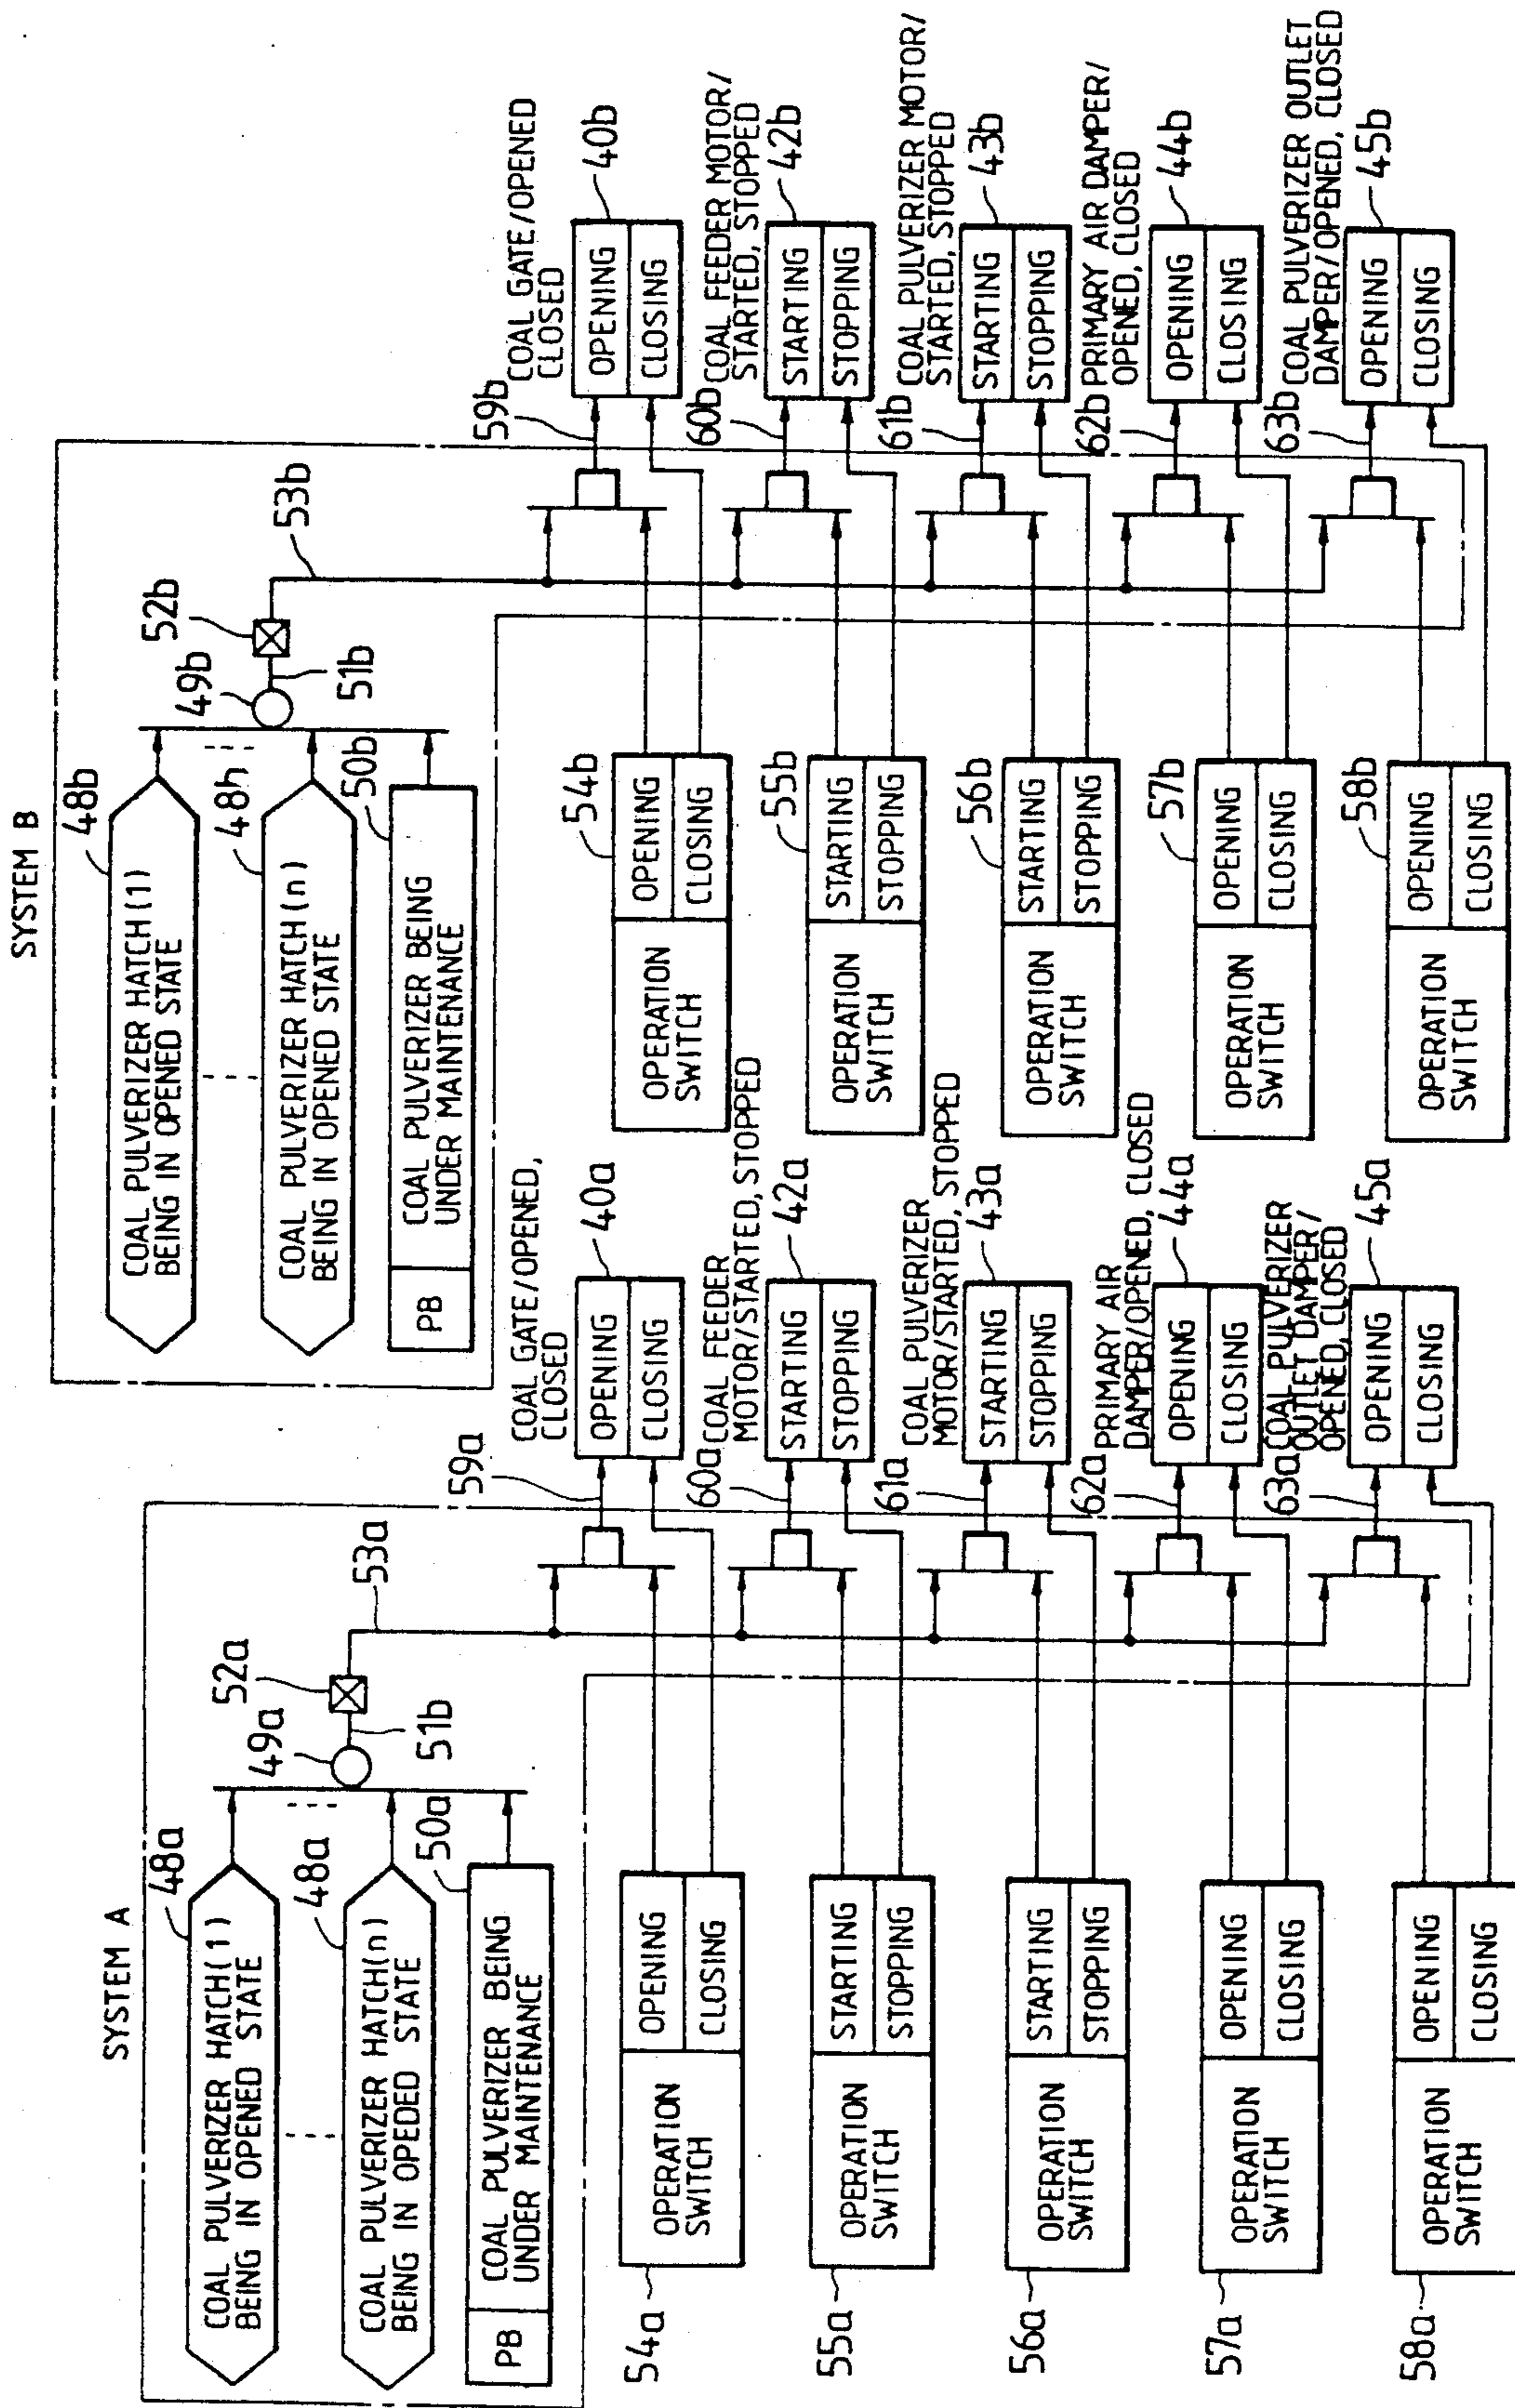 SYSTEM A
COAL PULVERIZER HATCH(1)
BEING IN OPENED STATE
48a
COAL PULVERIZER HATCH(n)
BEING IN OPEDED STATE
48a
PB
COAL PULVERIZER BEING
UNDER MAINTENANCE
50a
49a
51b
52a
53a
54a
OPERATION
SWITCH
OPENING
CLOSING
59a
COAL GATE/OPENED,
CLOSED
OPENING
CLOSING
40a
55a
OPERATION
SWITCH
STARTING
STOPPING
60a
COAL FEEDER
MOTOR/STARTED, STOPPED
STARTING
STOPPING
42a
56a
OPERATION
SWITCH
STARTING
STOPPING
61a
COAL PULVERIZER
MOTOR/STARTED, STOPPED
STARTING
STOPPING
43a
57a
OPERATION
SWITCH
OPENING
CLOSING
62a
PRIMARY AIR
DAMPER/OPENED, CLOSED
OPENING
CLOSING
44a
58a
OPERATION
SWITCH
OPENING
CLOSING
63a
COAL PULVERIZER
OUTLET DAMPER/
OPENED, CLOSED
OPENING
CLOSING
45a
SYSTEM B
COAL PULVERIZER HATCH(1)
BEING IN OPENED STATE
48b
COAL PULVERIZER HATCH(n)
BEING IN OPENED STATE
48h
PB
COAL PULVERIZER BEING
UNDER MAINTENANCE
50b
49b
51b
52b
53b
54b
OPERATION
SWITCH
OPENING
CLOSING
59b
COAL GATE/OPENED
CLOSED
OPENING
CLOSING
40b
55b
OPERATION
SWITCH
STARTING
STOPPING
60b
COAL FEEDER MOTOR/
STARTED, STOPPED
STARTING
STOPPING
42b
56b
OPERATION
SWITCH
STARTING
STOPPING
61b
COAL PULVERIZER MOTOR/
STARTED, STOPPED
STARTING
STOPPING
43b
57b
OPERATION
SWITCH
OPENING
CLOSING
62b
PRIMARY AIR DAMPER/
OPENED, CLOSED
OPENING
CLOSING
44b
58b
OPERATION
SWITCH
OPENING
CLOSING
63b
COAL PULVERIZER OUTLET
DAMPER/OPENED, CLOSED
OPENING
CLOSING
45b